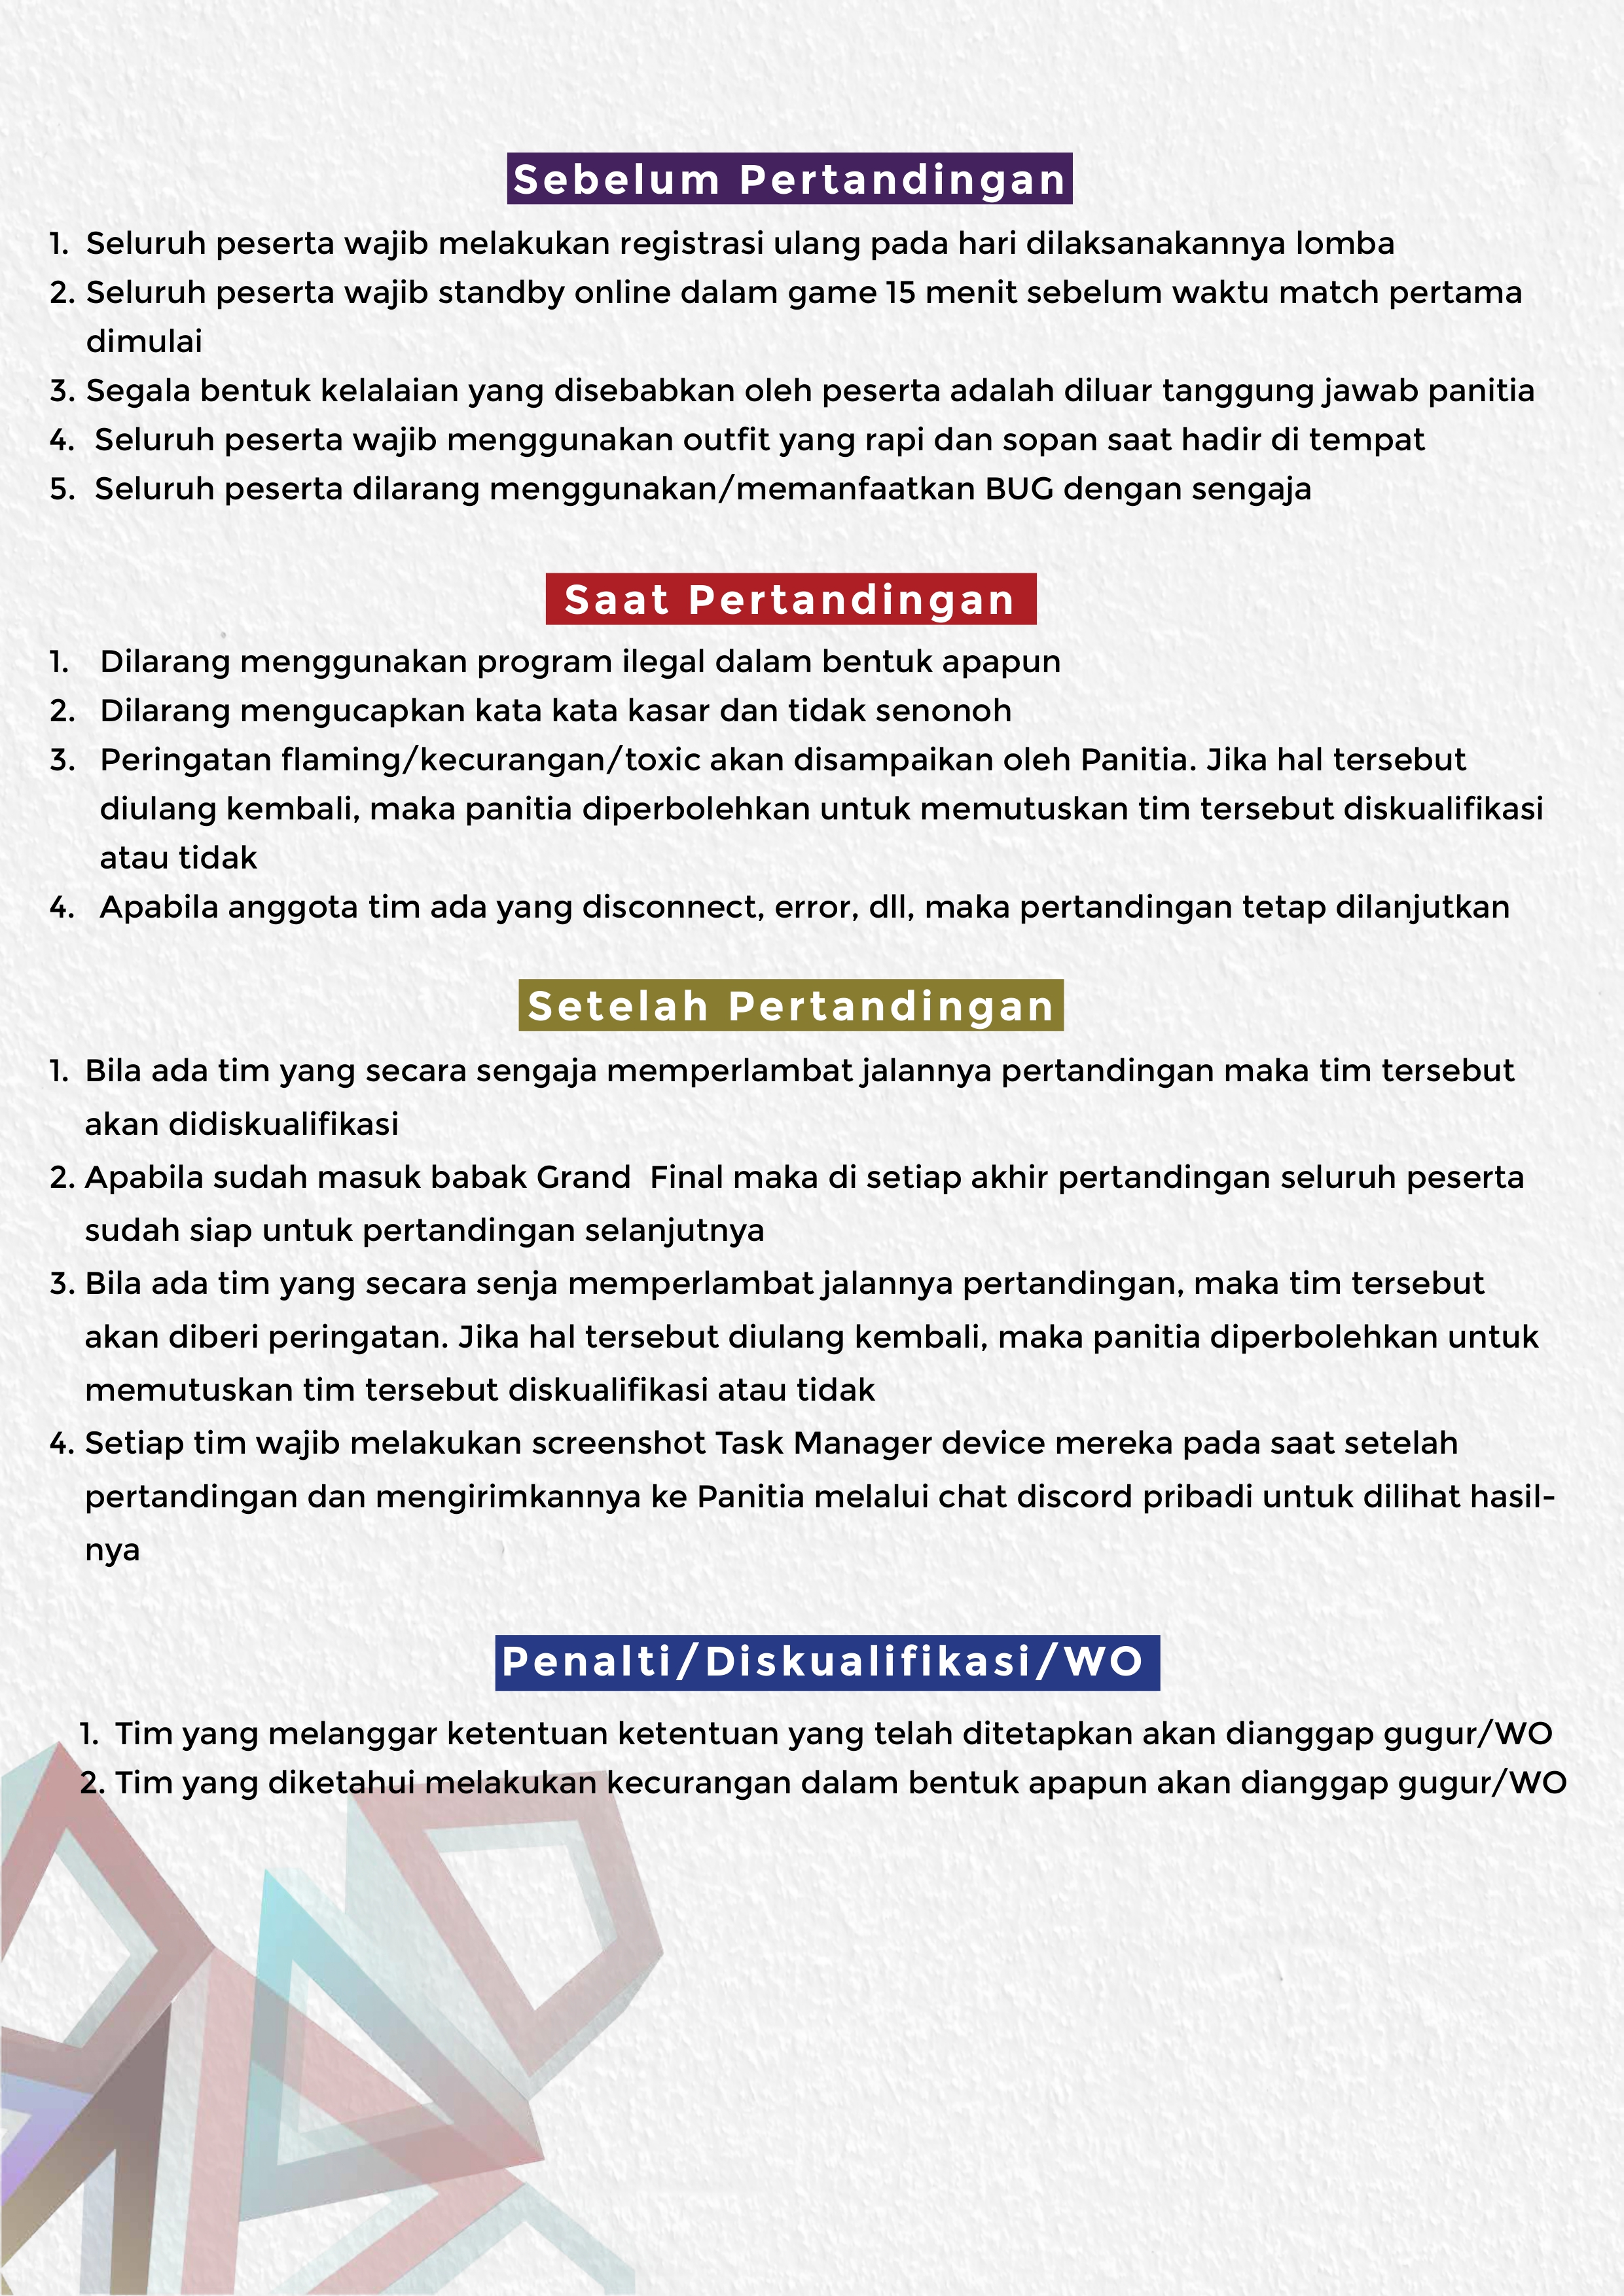 Sebelum Pertandingan
1. Seluruh peserta wajib melakukan registrasi ulang pada hari dilaksanakannya lomba
2. Seluruh peserta wajib standby online dalam game 15 menit sebelum waktu match pertama
dimulai
3. Segala bentuk kelalaian yang disebabkan oleh peserta adalah diluar tanggung jawab panitia
4. Seluruh peserta wajib menggunakan outfit yang rapi dan sopan saat hadir di tempat
5. Seluruh peserta dilarang menggunakan/memanfaatkan BUG dengan sengaja
Saat Pertandingan
1. Dilarang menggunakan program ilegal dalam bentuk apapun
2. Dilarang mengucapkan kata kata kasar dan tidak senonoh
3. Peringatan flaming/kecurangan/toxic akan disampaikan oleh Panitia. Jika hal tersebut
diulang kembali, maka panitia diperbolehkan untuk memutuskan tim tersebut diskualifikasi
atau tidak
4. Apabila anggota tim ada yang disconnect, error, dll, maka pertandingan tetap dilanjutkan
Setelah Pertandingan
1. Bila ada tim yang secara sengaja memperlambat jalannya pertandingan maka tim tersebut
akan didiskualifikasi
2. Apabila sudah masuk babak Grand Final maka di setiap akhir pertandingan seluruh peserta
sudah siap untuk pertandingan selanjutnya
3. Bila ada tim yang secara senja memperlambat jalannya pertandingan, maka tim tersebut
akan diberi peringatan. Jika hal tersebut diulang kembali, maka panitia diperbolehkan untuk
memutuskan tim tersebut diskualifikasi atau tidak
4. Setiap tim wajib melakukan screenshot Task Manager device mereka pada saat setelah
pertandingan dan mengirimkannya ke Panitia melalui chat discord pribadi untuk dilihat hasil-
nya
Penalti/Diskualifikasi/WO
1. Tim yang melanggar ketentuan ketentuan yang telah ditetapkan akan dianggap gugur/WO
2. Tim yang diketahui melakukan kecurangan dalam bentuk apapun akan dianggap gugur/WO